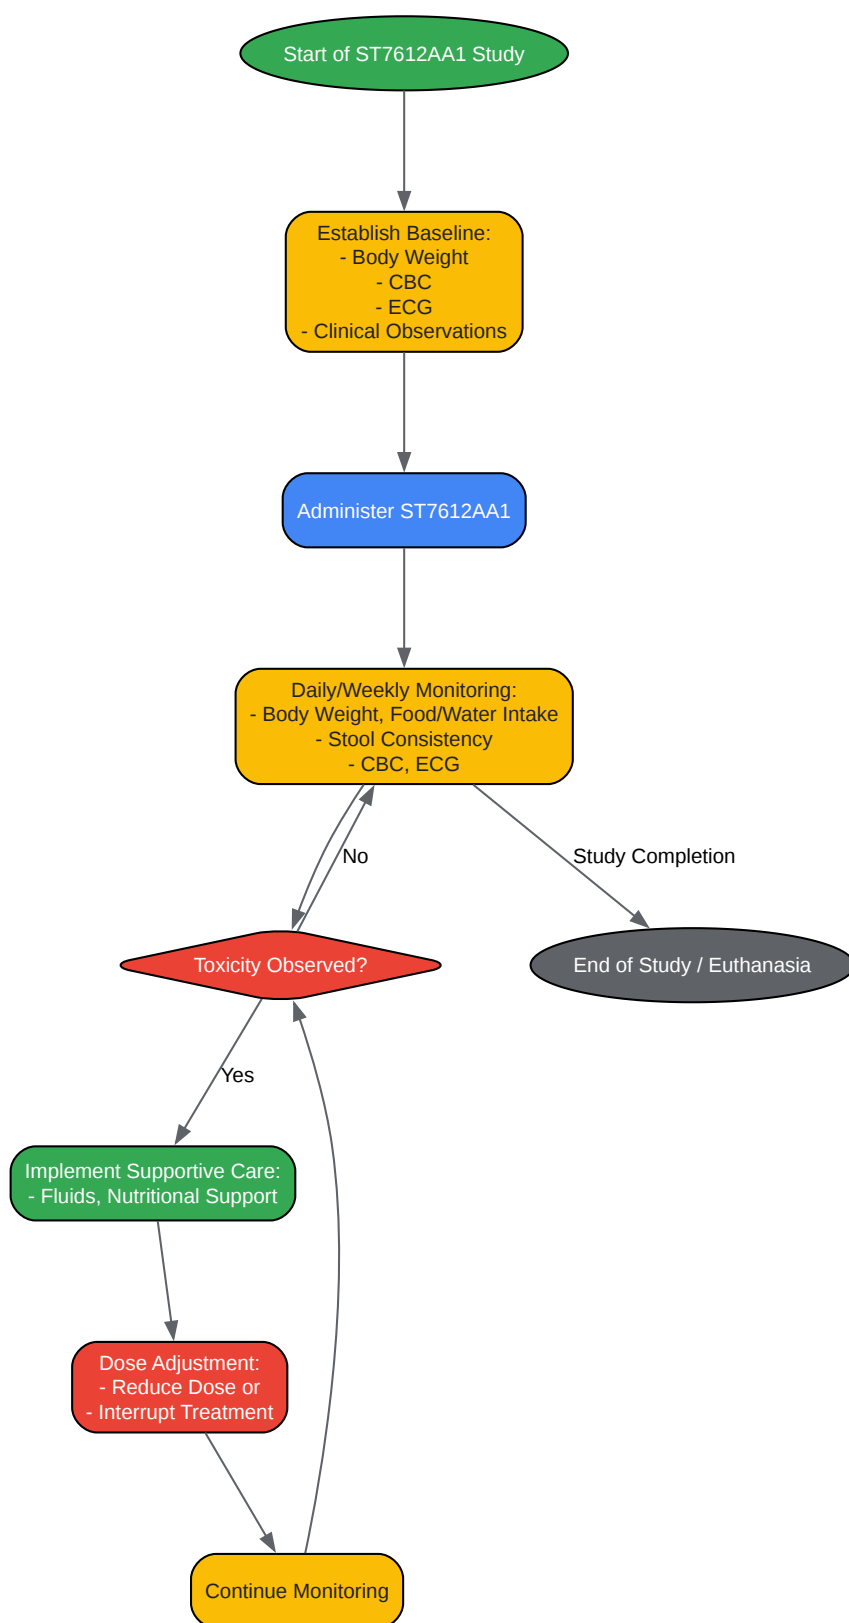 Start of ST7612AA1 Study
Establish Baseline:
- Body Weight
- CBC
- ECG
- Clinical Observations
Administer ST7612AA1
Daily/Weekly Monitoring:
- Body Weight, Food/Water Intake
- Stool Consistency
- CBC, ECG
No
Study Completion
Toxicity Observed?
End of Study / Euthanasia
Yes
Implement Supportive Care:
- Fluids, Nutritional Support
Dose Adjustment:
- Reduce Dose or
- Interrupt Treatment
Continue Monitoring